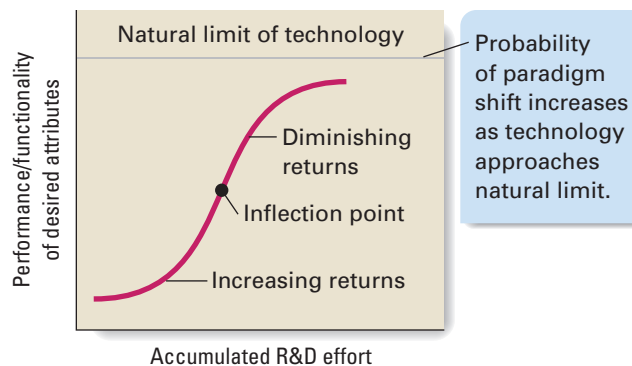 Natural limit of technology
Probability
of paradigm
shift increases
as technology
approaches
natural limit.
Performance/functionality
of desired attributes
Diminishing
returns
Inflection point
Increasing returns
Accumulated R&D effort